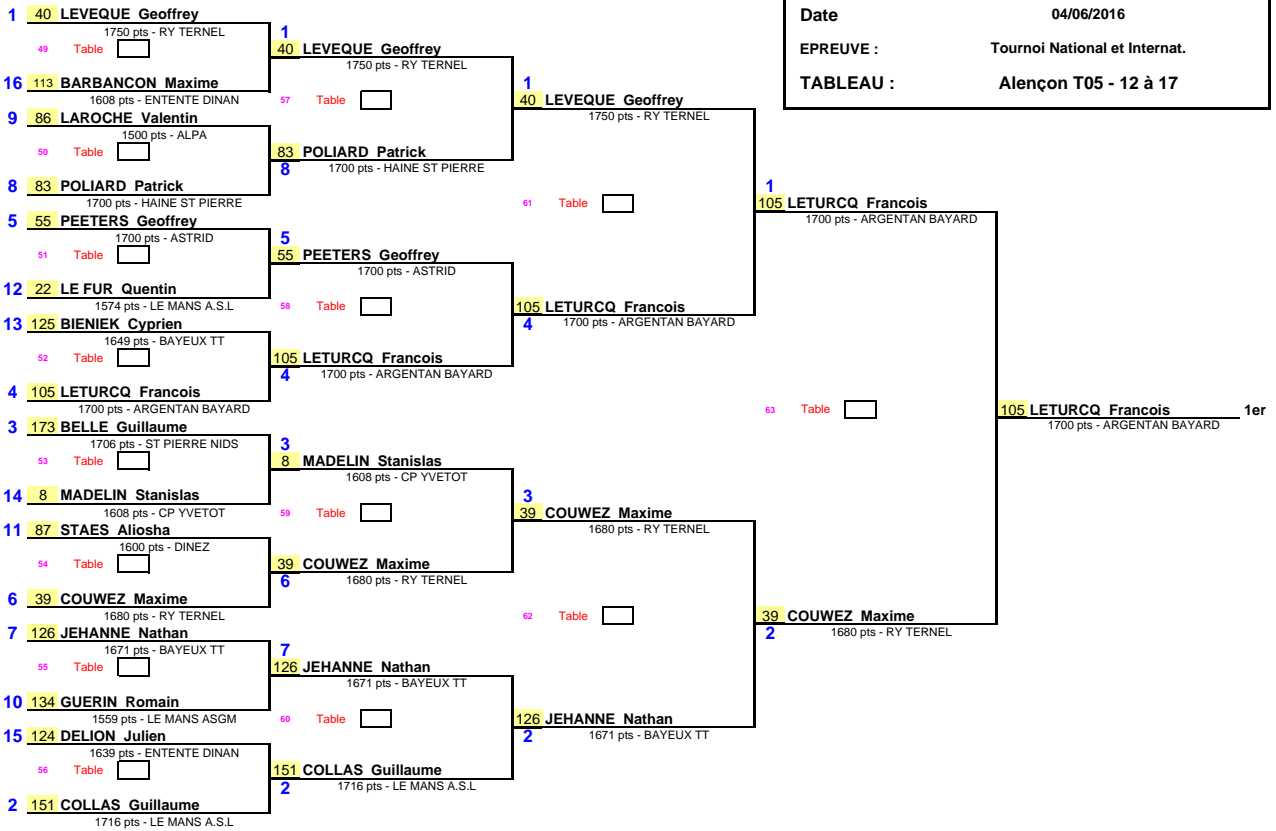 Date 04/06/2016
EPREUVE : Tournoi National et Internat.
TABLEAU : Alençon T05 - 12 à 17
1 40 LEVEQUE Geoffrey
1750 pts - RY TERNEL
49 Table
16 113 BARBANCON Maxime
1608 pts - ENTENTE DINAN
9 86 LAROCHE Valentin
1500 pts - ALPA
50 Table
8 83 POLIARD Patrick
1700 pts - HAINE ST PIERRE
5 55 PEETERS Geoffrey
1700 pts - ASTRID
51 Table
12 22 LE FUR Quentin
1574 pts - LE MANS A.S.L
13 125 BIENIEK Cyprien
1649 pts - BAYEUX TT
52 Table
4 105 LETURCQ Francois
1700 pts - ARGENTAN BAYARD
3 173 BELLE Guillaume
1706 pts - ST PIERRE NIDS
53 Table
14 8 MADELIN Stanislas
1608 pts - CP YVETOT
11 87 STAES Aliosha
1600 pts - DINEZ
54 Table
6 39 COUWEZ Maxime
1680 pts - RY TERNEL
7 126 JEHANNE Nathan
1671 pts - BAYEUX TT
55 Table
10 134 GUERIN Romain
1559 pts - LE MANS ASGM
15 124 DELION Julien
1639 pts - ENTENTE DINAN
56 Table
2 151 COLLAS Guillaume
1716 pts - LE MANS A.S.L
1
40 LEVEQUE Geoffrey
1750 pts - RY TERNEL
57 Table
83 POLIARD Patrick
8 1700 pts - HAINE ST PIERRE
5
55 PEETERS Geoffrey
1700 pts - ASTRID
58 Table
105 LETURCQ Francois
4 1700 pts - ARGENTAN BAYARD
3
8 MADELIN Stanislas
1608 pts - CP YVETOT
59 Table
39 COUWEZ Maxime
6 1680 pts - RY TERNEL
7
126 JEHANNE Nathan
1671 pts - BAYEUX TT
60 Table
151 COLLAS Guillaume
2 1716 pts - LE MANS A.S.L
1
40 LEVEQUE Geoffrey
1750 pts - RY TERNEL
61 Table
105 LETURCQ Francois
4 1700 pts - ARGENTAN BAYARD
3
39 COUWEZ Maxime
1680 pts - RY TERNEL
62 Table
126 JEHANNE Nathan
2 1671 pts - BAYEUX TT
1
105 LETURCQ Francois
1700 pts - ARGENTAN BAYARD
63 Table
39 COUWEZ Maxime
2 1680 pts - RY TERNEL
105 LETURCQ Francois 1er
1700 pts - ARGENTAN BAYARD